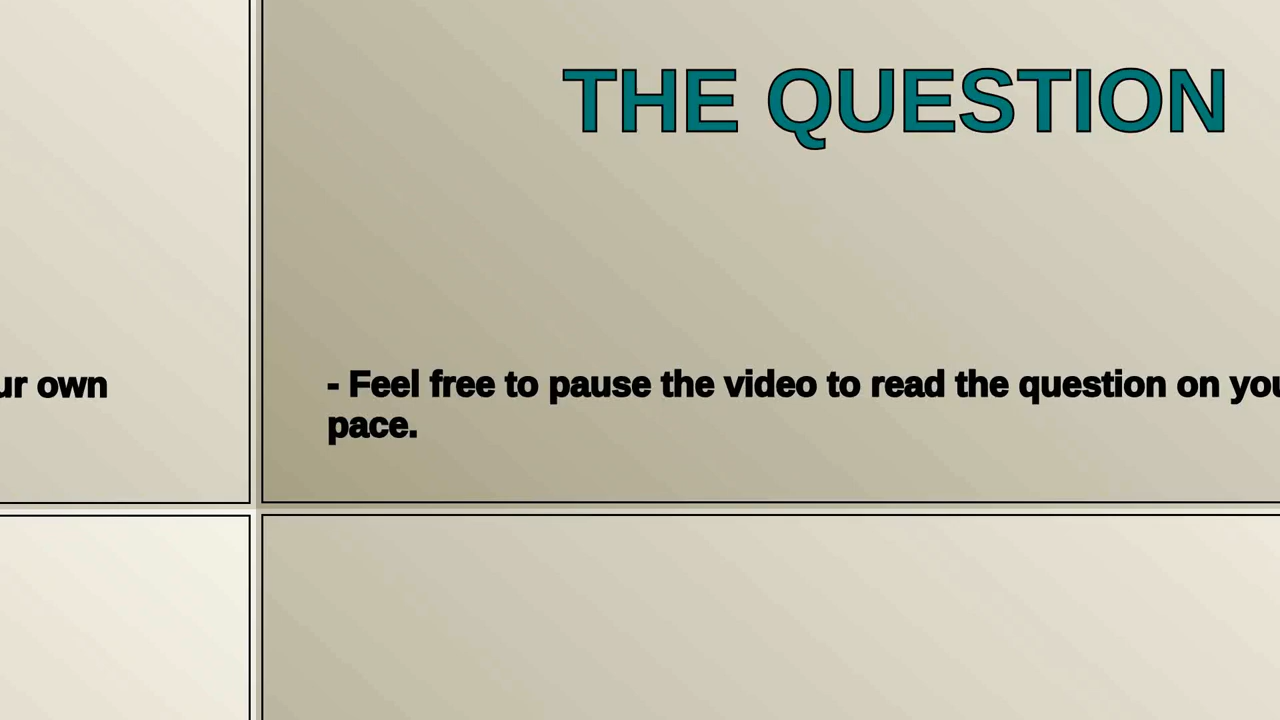 THE QUESTION
ur own
- Feel free to pause the video to read the question on you
pace.